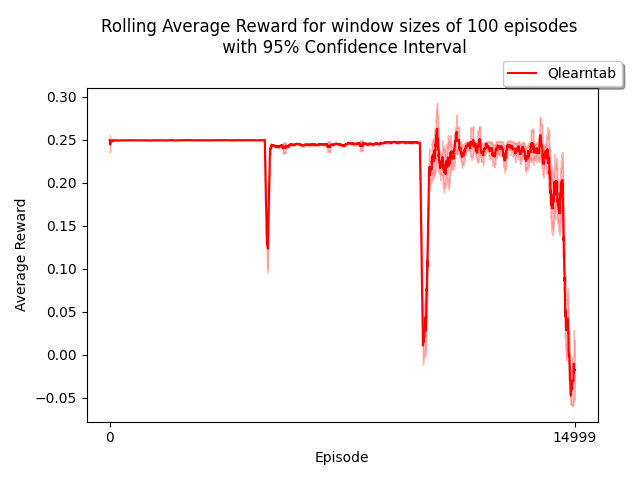 Rolling Average Reward for window sizes of 100 episodes
with 95% Confidence Interval
Qlearntab
0.30
0.25
0.20
0.15
0.10
0.05
0.00
−0.05
Average Reward
0
14999
Episode